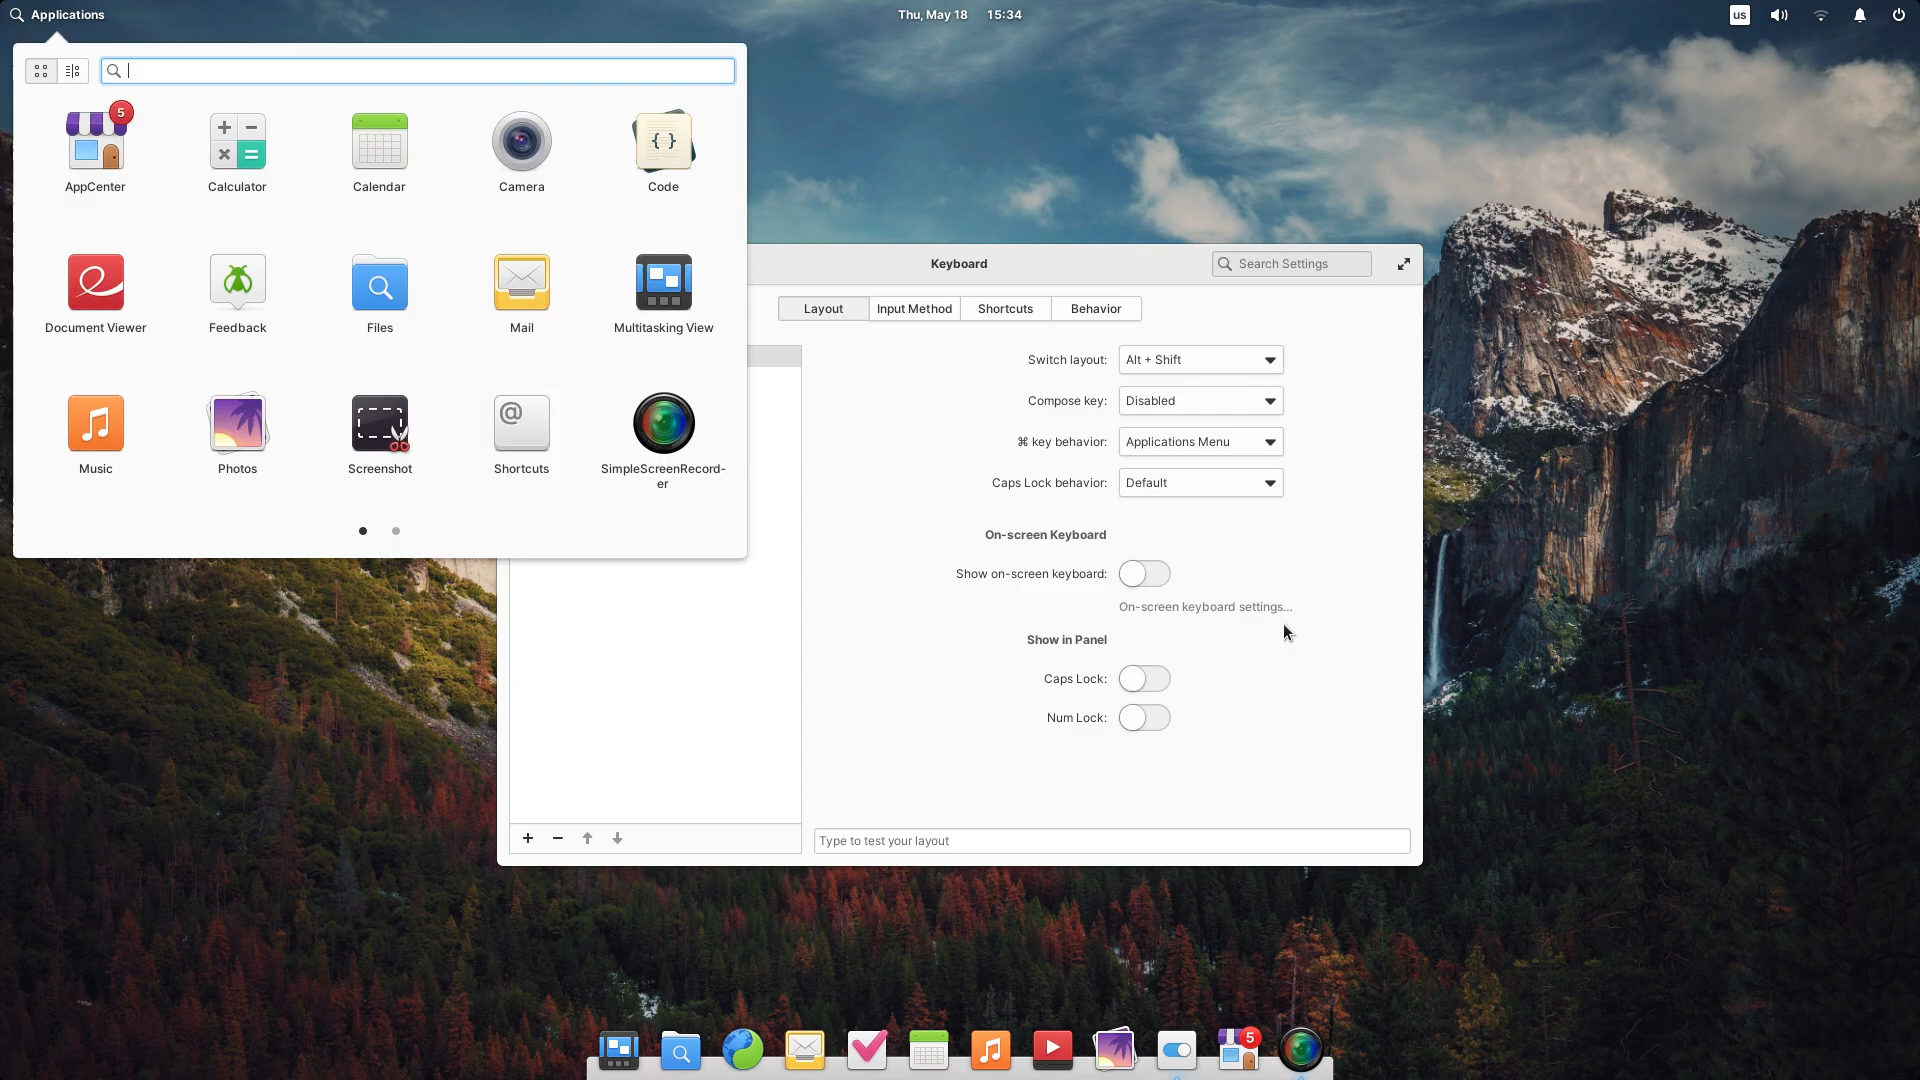 Applications
Thu, May 18 15:34
us
AppCenter
5
Calculator
Calendar
Camera
Code
Document Viewer
Feedback
Files
Mail
Multitasking View
Music
Photos
Screenshot
Shortcuts
SimpleScreenRecord-
er
Keyboard
Search Settings
Layout
Input Method
Shortcuts
Behavior
Switch layout: Alt + Shift
Compose key: Disabled
⌘ key behavior: Applications Menu
Caps Lock behavior: Default
On-screen Keyboard
Show on-screen keyboard:
On-screen keyboard settings...
Show in Panel
Caps Lock:
Num Lock:
Type to test your layout
5